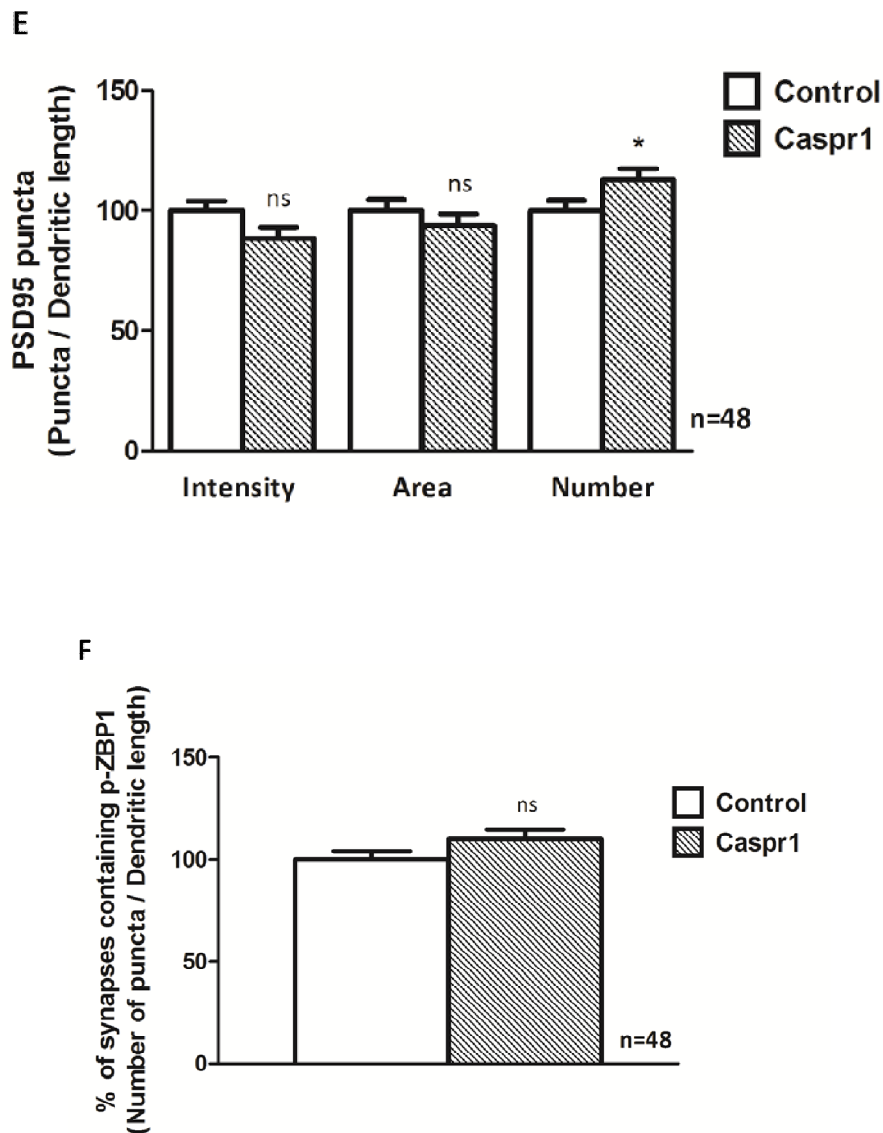 E
PSD95 puncta
(Puncta / Dendritic length)
150
100
50
0
ns
ns
*
Control
Caspr1
n=48
Intensity Area Number
F
% of synapses containing p-ZBP1
(Number of puncta / Dendritic length)
150
100
50
0
ns
Control
Caspr1
n=48